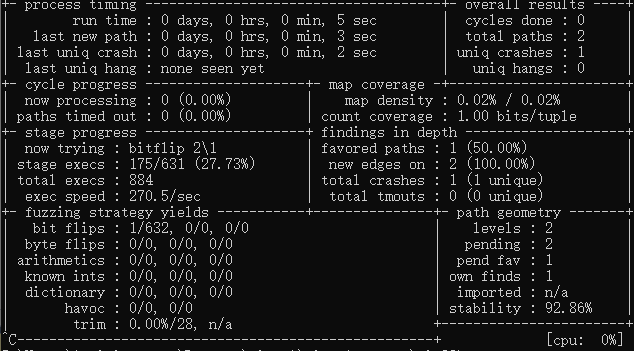 process timing overall results
run time : 0 days, 0 hrs, 0 min, 5 sec cycles done : 0
last new path : 0 days, 0 hrs, 0 min, 3 sec total paths : 2
last uniq crash : 0 days, 0 hrs, 0 min, 2 sec uniq crashes : 1
last uniq hang : none seen yet uniq hangs : 0
cycle progress map coverage
now processing : 0 (0.00%) map density : 0.02% / 0.02%
paths timed out : 0 (0.00%) count coverage : 1.00 bits/tuple
stage progress findings in depth
now trying : bitflip 2\1 favored paths : 1 (50.00%)
stage execs : 175/631 (27.73%) new edges on : 2 (100.00%)
total execs : 884 total crashes : 1 (1 unique)
exec speed : 270.5/sec total tmouts : 0 (0 unique)
fuzzing strategy yields path geometry
bit flips : 1/632, 0/0, 0/0 levels : 2
byte flips : 0/0, 0/0, 0/0 pending : 2
arithmetics : 0/0, 0/0, 0/0 pend fav : 1
known ints : 0/0, 0/0, 0/0 own finds : 1
dictionary : 0/0, 0/0, 0/0 imported : n/a
havoc : 0/0, 0/0 stability : 92.86%
trim : 0.00%/28, n/a
^C [cpu: 0%]